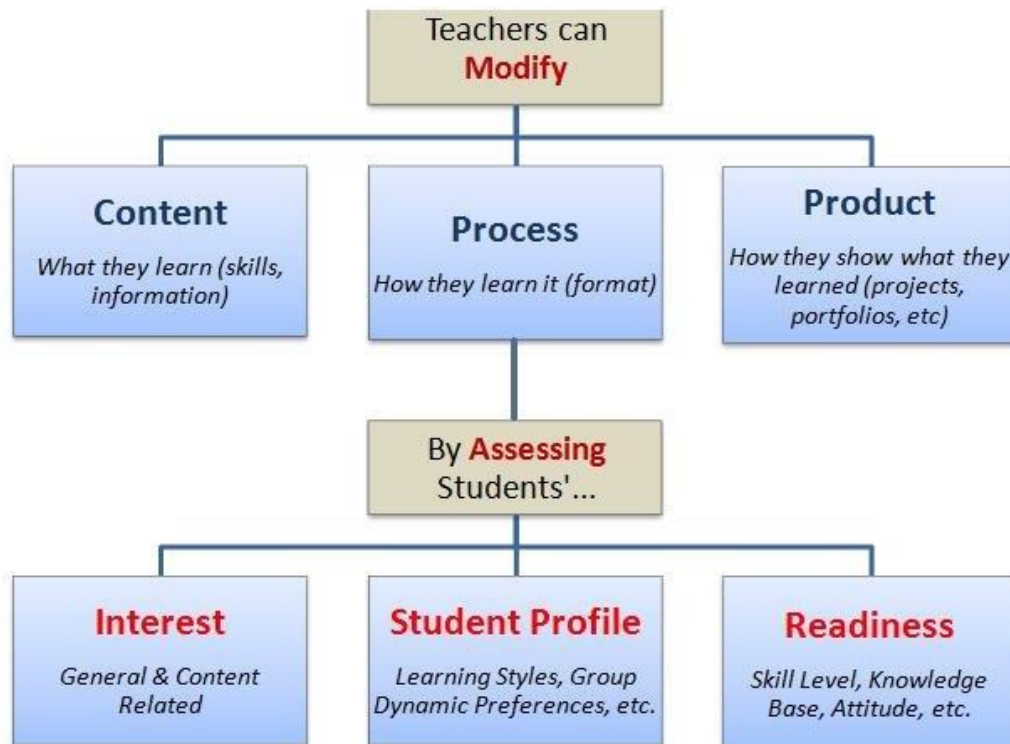 Teachers can
Modify
Content
What they learn (skills,
information)
Process
How they learn it (format)
Product
How they show what they
learned (projects,
portfolios, etc)
By Assessing
Students'...
Interest
General & Content
Related
Student Profile
Learning Styles, Group
Dynamic Preferences, etc.
Readiness
Skill Level, Knowledge
Base, Attitude, etc.